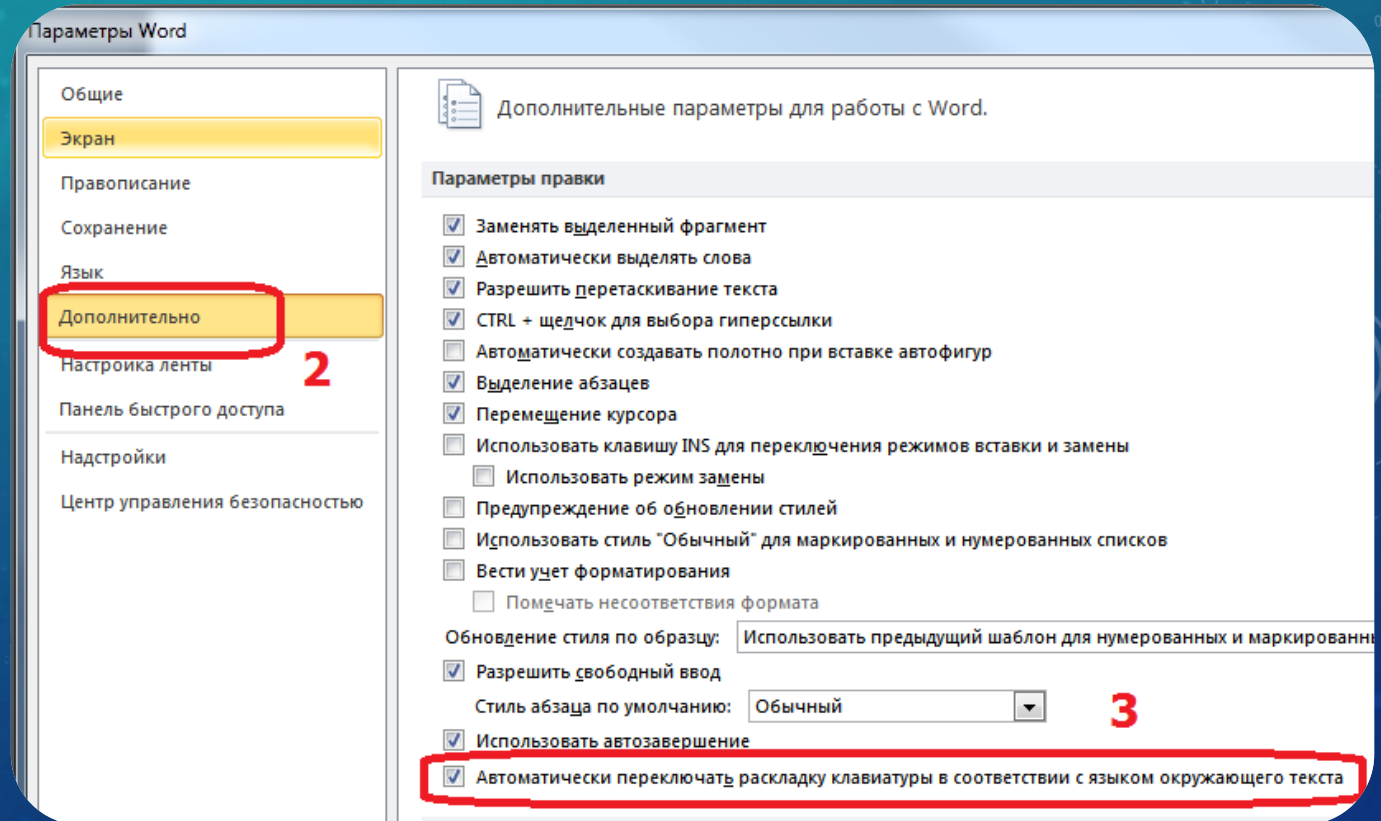 Параметры Word
Общие
Экран
Правописание
Сохранение
Язык
Дополнительно
2
Настройка ленты
Панель быстрого доступа
Надстройки
Центр управления безопасностью
Дополнительные параметры для работы с Word.
Параметры правки
Заменять выделенный фрагмент
Автоматически выделять слова
Разрешить перетаскивание текста
CTRL + щелчок для выбора гиперссылки
Автоматически создавать полотно при вставке автофигур
Выделение абзацев
Перемещение курсора
Использовать клавишу INS для переключения режимов вставки и замены
Использовать режим замены
Предупреждение об обновлении стилей
Использовать стиль "Обычный" для маркированных и нумерованных списков
Вести учет форматирования
Помечать несоответствия формата
Обновление стиля по образцу: Использовать предыдущий шаблон для нумерованных и маркированн
Разрешить свободный ввод
Стиль абзаца по умолчанию: Обычный
3
Использовать автозавершение
Автоматически переключать раскладку клавиатуры в соответствии с языком окружающего текста